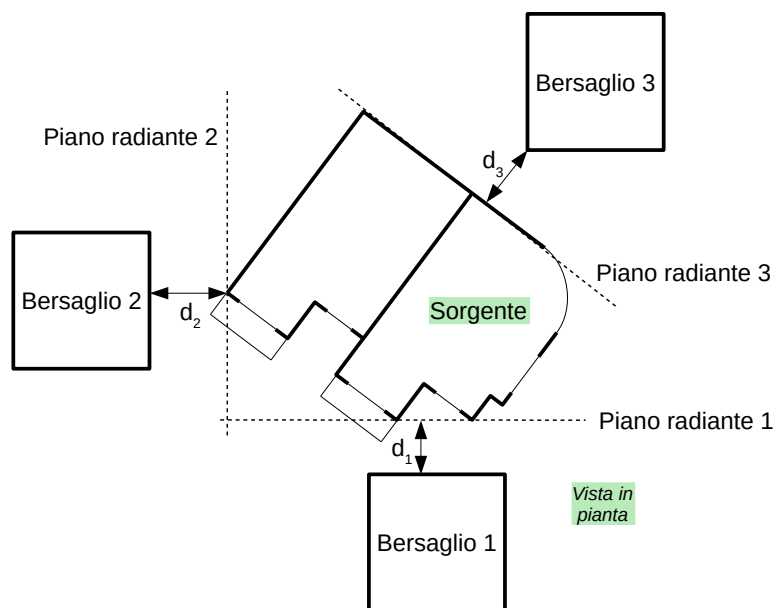 Bersaglio 3
Piano radiante 2
d3
Piano radiante 3
Bersaglio 2
d2
Sorgente
Piano radiante 1
d1
Vista in
pianta
Bersaglio 1